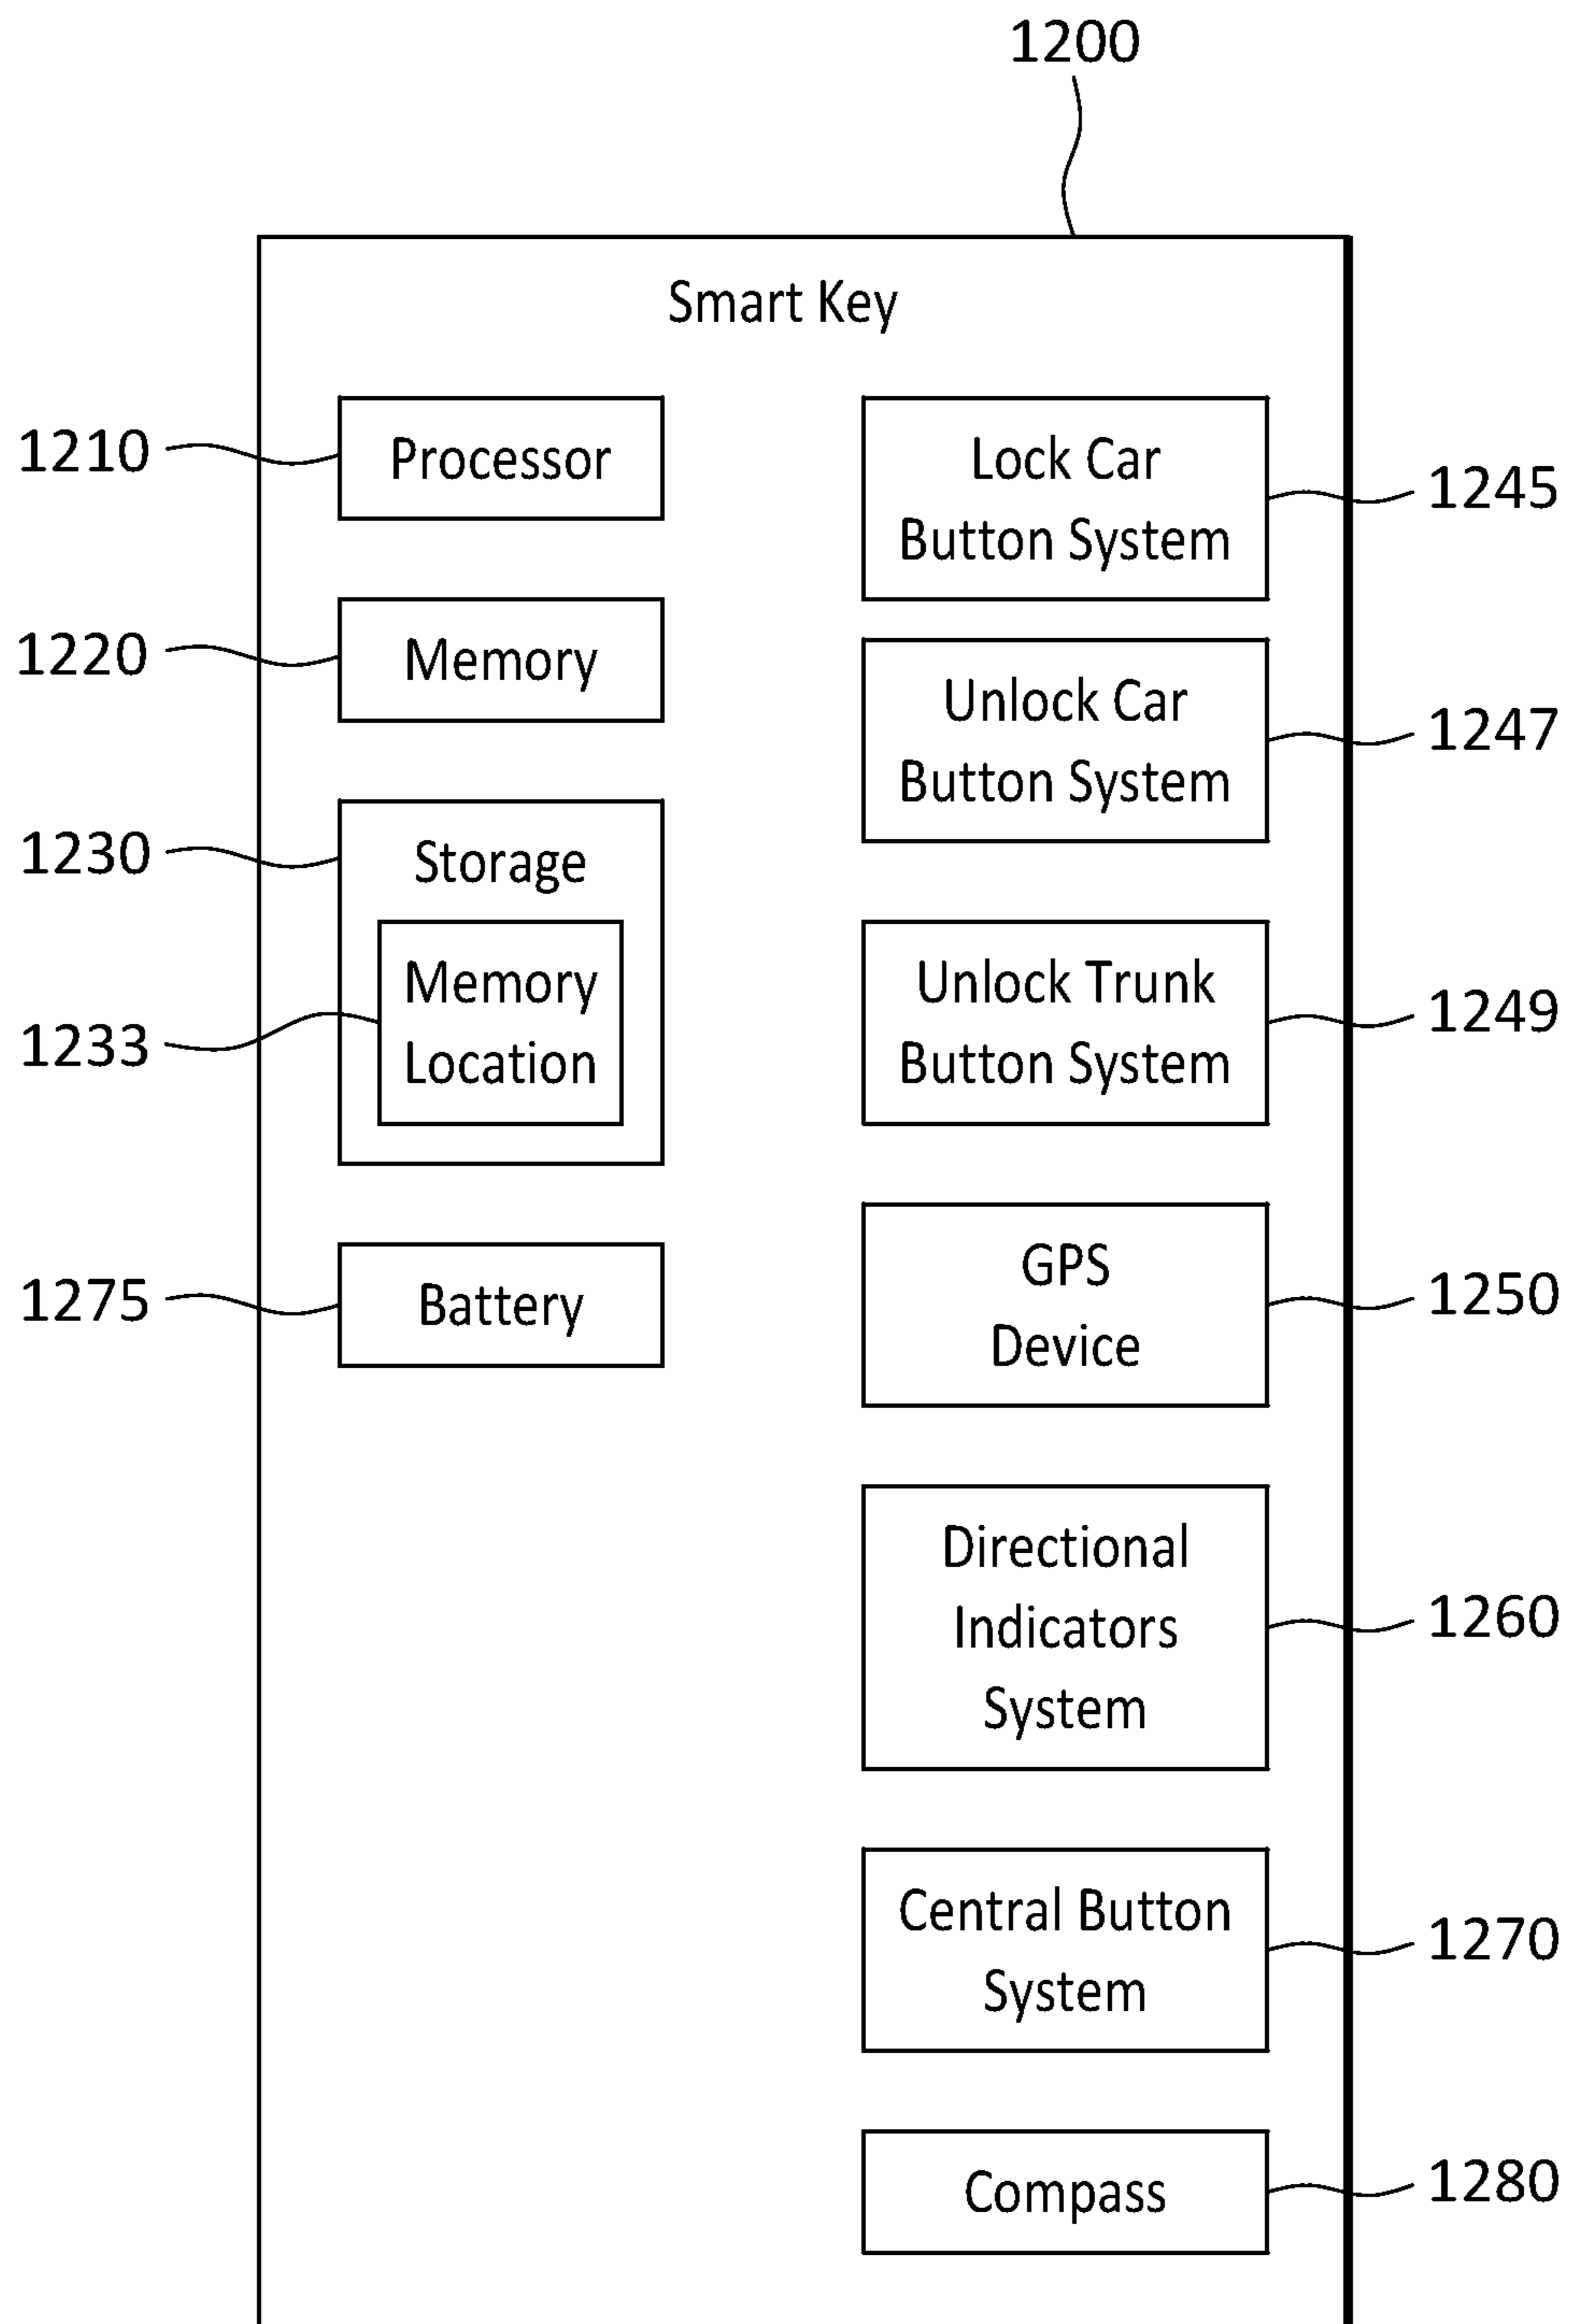 1200
Smart Key
1210
Processor
1220
Memory
1230
Storage
1233
Memory
Location
1275
Battery
Lock Car
Button System
1245
Unlock Car
Button System
1247
Unlock Trunk
Button System
1249
GPS
Device
1250
Directional
Indicators
System
1260
Central Button
System
1270
Compass
1280